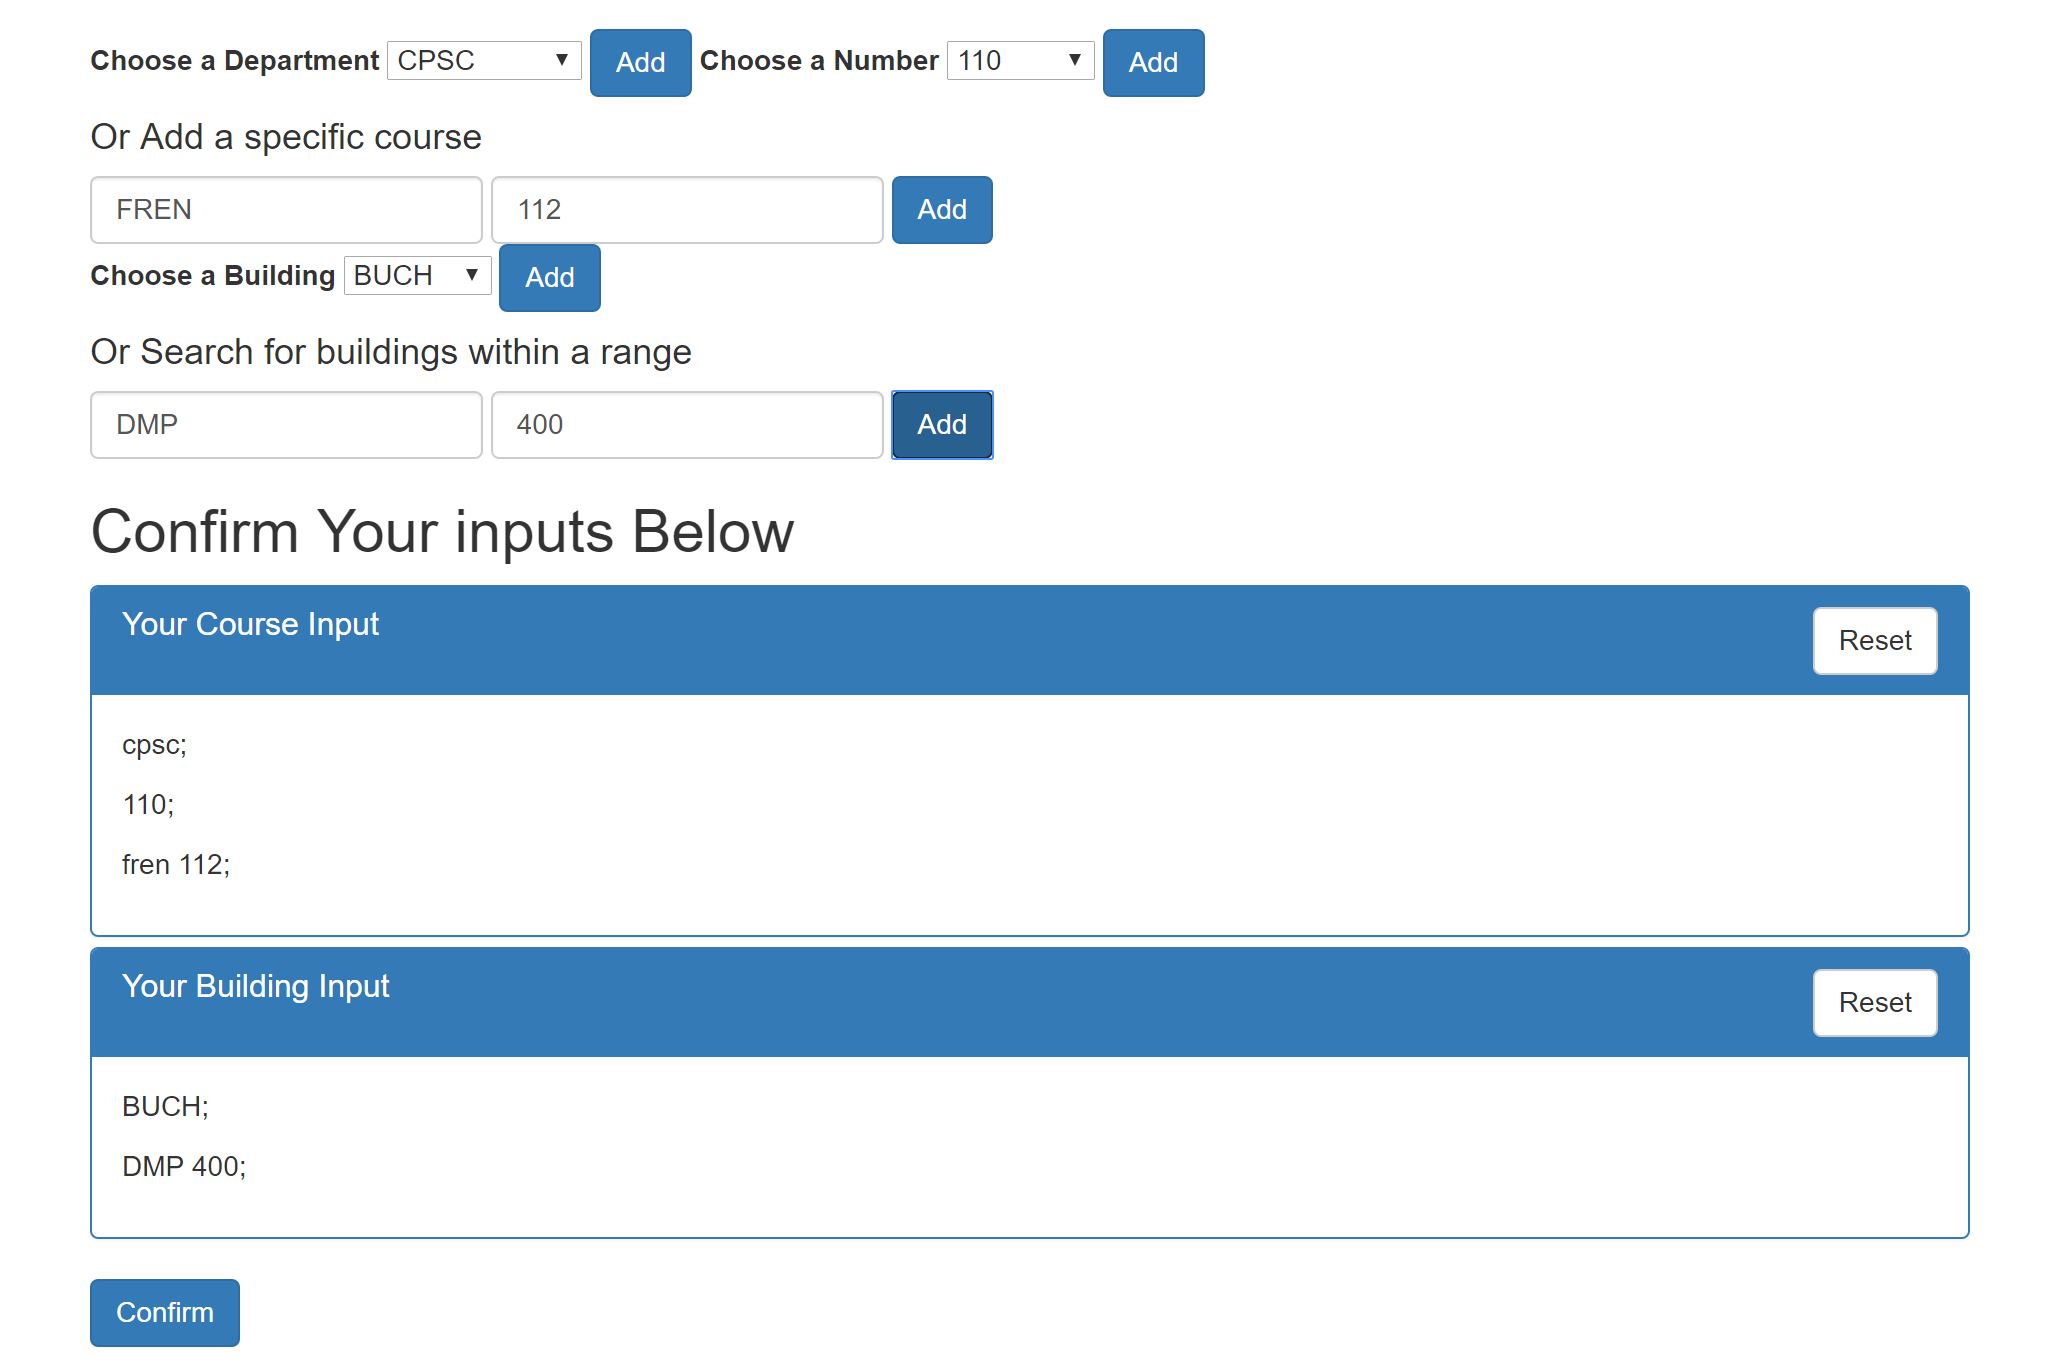 Choose a Department CPSC Add Choose a Number 110 Add
Or Add a specific course
FREN 112 Add
Choose a Building BUCH Add
Or Search for buildings within a range
DMP 400 Add
Confirm Your inputs Below
Your Course Input Reset
cpsc;
110;
fren 112;
Your Building Input Reset
BUCH;
DMP 400;
Confirm